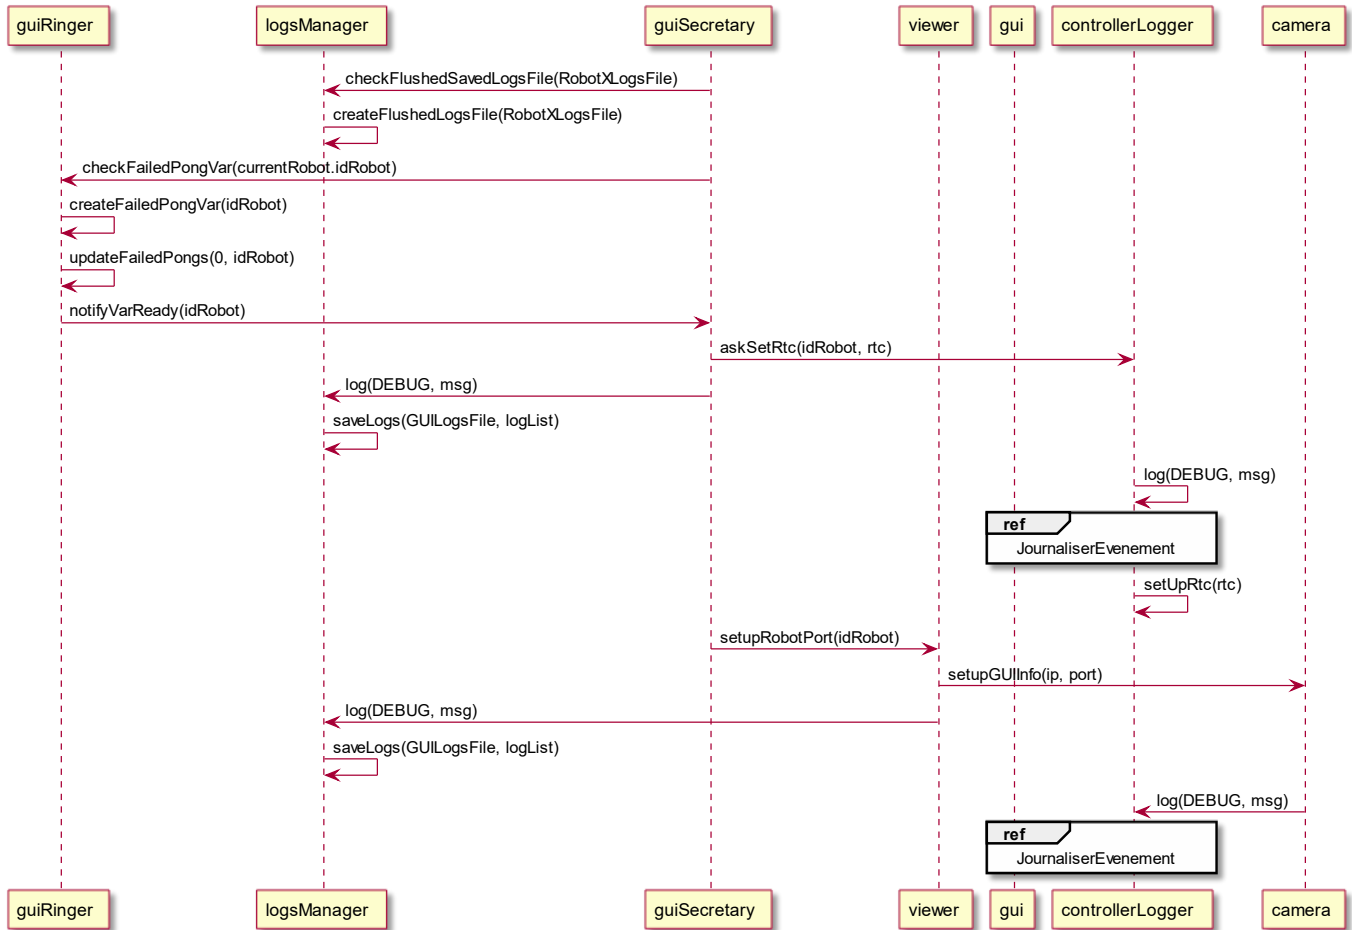 guiRinger logsManager guiSecretary viewer gui controllerLogger camera
checkFlushedSavedLogsFile(RobotXLogsFile)
createFlushedLogsFile(RobotXLogsFile)
checkFailedPongVar(currentRobot.idRobot)
createFailedPongVar(idRobot)
updateFailedPongs(0, idRobot)
notifyVarReady(idRobot)
askSetRtc(idRobot, rtc)
log(DEBUG, msg)
saveLogs(GUILogsFile, logList)
log(DEBUG, msg)
ref
JournaliserEvenement
setUpRtc(rtc)
setupRobotPort(idRobot)
setupGUIInfo(ip, port)
log(DEBUG, msg)
saveLogs(GUILogsFile, logList)
log(DEBUG, msg)
ref
JournaliserEvenement
guiRinger logsManager guiSecretary viewer gui controllerLogger camera